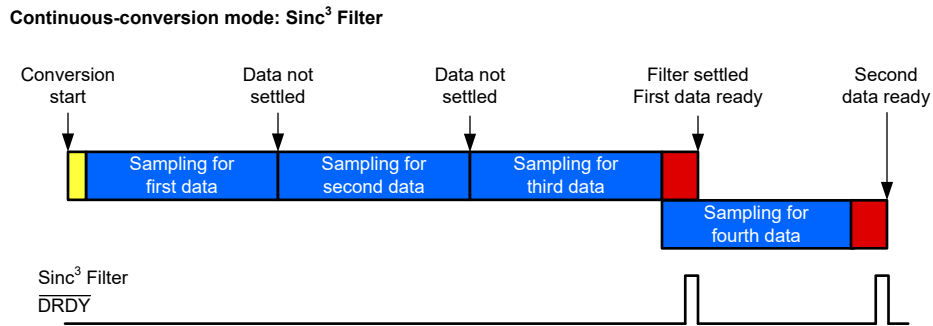 Continuous-conversion mode: Sinc³ Filter
Conversion
start
Data not
settled
Data not
settled
Filter settled
First data ready
Second
data ready
Sampling for
first data
Sampling for
second data
Sampling for
third data
Sampling for
fourth data
Sinc³ Filter
D̅R̅D̅Y̅